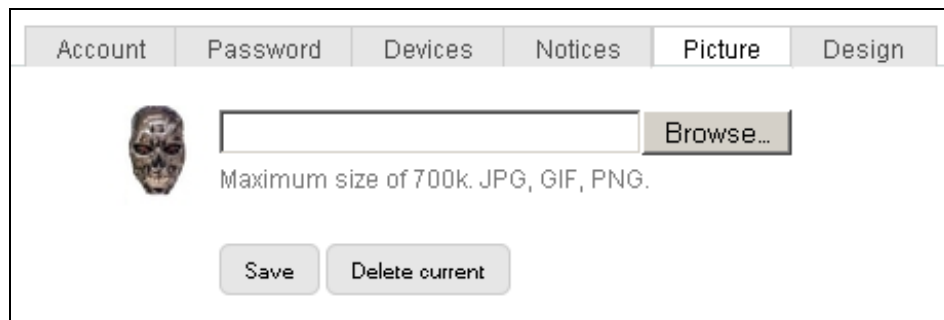 Account Password Devices Notices Picture Design
Browse...
Maximum size of 700k. JPG, GIF, PNG.
Save Delete current